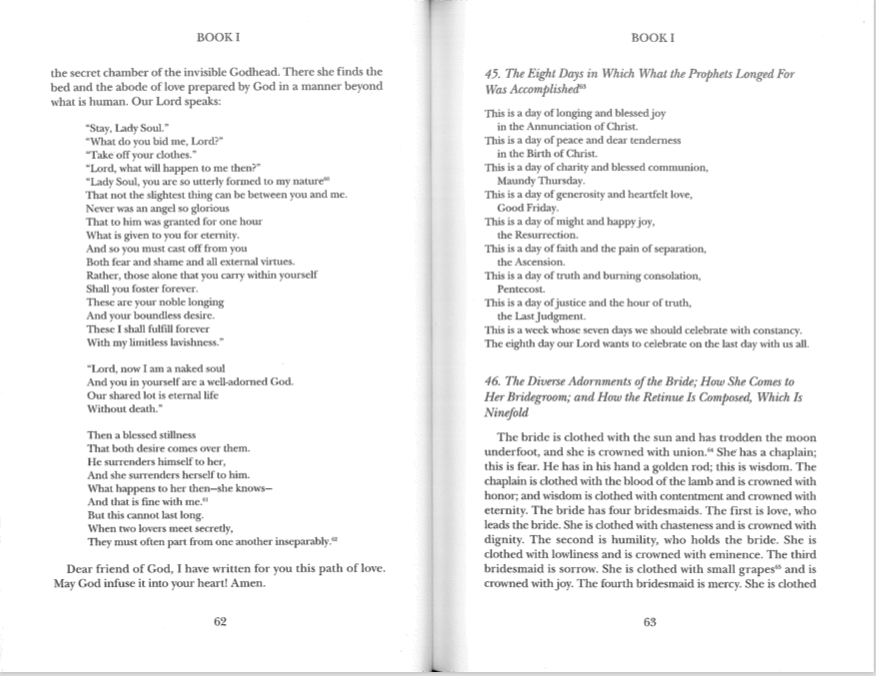 BOOK I
the secret chamber of the invisible Godhead. There she finds the
bed and the abode of love prepared by God in a manner beyond
what is human. Our Lord speaks:
"Stay, Lady Soul."
"What do you bid me, Lord?"
"Take off your clothes."
"Lord, what will happen to me then?"
"Lady Soul, you are so utterly formed to my nature⁶⁰
That not the slightest thing can be between you and me.
Never was an angel so glorious
That to him was granted for one hour
What is given to you for eternity.
And so you must cast off from you
Both fear and shame and all external virtues.
Rather, those alone that you carry within yourself
Shall you foster forever.
These are your noble longing
And your boundless desire.
These I shall fulfill forever
With my limitless lavishness."
"Lord, now I am a naked soul
And you in yourself are a well-adorned God.
Our shared lot is eternal life
Without death."
Then a blessed stillness
That both desire comes over them.
He surrenders himself to her,
And she surrenders herself to him.
What happens to her then—she knows—
And that is fine with me.⁶¹
But this cannot last long.
When two lovers meet secretly,
They must often part from one another inseparably.⁶²
Dear friend of God, I have written for you this path of love.
May God infuse it into your heart! Amen.
62
BOOK I
45. The Eight Days in Which What the Prophets Longed For
Was Accomplished⁶³
This is a day of longing and blessed joy
in the Annunciation of Christ.
This is a day of peace and dear tenderness
in the Birth of Christ.
This is a day of charity and blessed communion,
Maundy Thursday.
This is a day of generosity and heartfelt love,
Good Friday.
This is a day of might and happy joy,
the Resurrection.
This is a day of faith and the pain of separation,
the Ascension.
This is a day of truth and burning consolation,
Pentecost.
This is a day of justice and the hour of truth,
the Last Judgment.
This is a week whose seven days we should celebrate with constancy.
The eighth day our Lord wants to celebrate on the last day with us all.
46. The Diverse Adornments of the Bride; How She Comes to
Her Bridegroom; and How the Retinue Is Composed, Which Is
Ninefold
The bride is clothed with the sun and has trodden the moon
underfoot, and she is crowned with union.⁶⁴ She has a chaplain;
this is fear. He has in his hand a golden rod; this is wisdom. The
chaplain is clothed with the blood of the lamb and is crowned with
honor; and wisdom is clothed with contentment and crowned with
eternity. The bride has four bridesmaids. The first is love, who
leads the bride. She is clothed with chasteness and is crowned with
dignity. The second is humility, who holds the bride. She is
clothed with lowliness and is crowned with eminence. The third
bridesmaid is sorrow. She is clothed with small grapes⁶⁵ and is
crowned with joy. The fourth bridesmaid is mercy. She is clothed
63